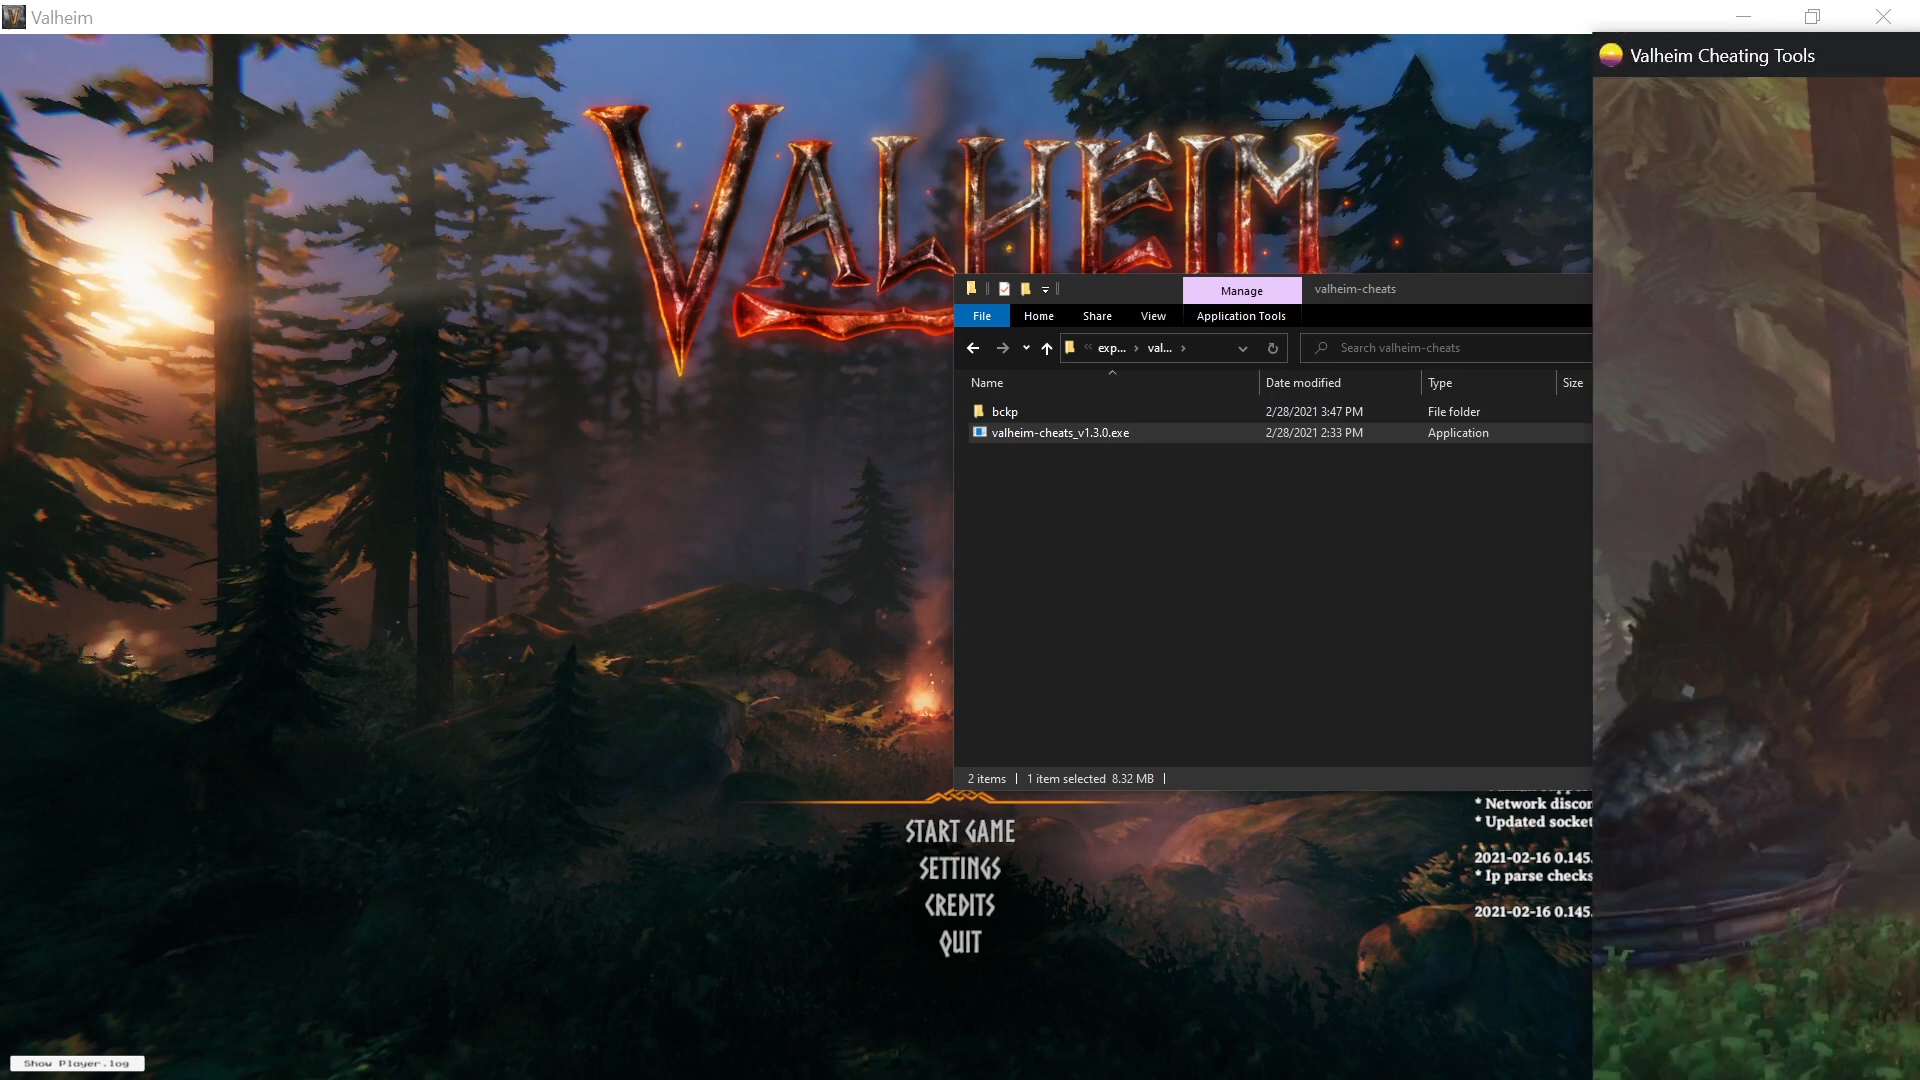 Valheim
Valheim Cheating Tools
VALHEIM
Manage
valheim-cheats
File
Home
Share
View
Application Tools
exp...
val...
Search valheim-cheats
Name
Date modified
Type
Size
bckp
2/28/2021 3:47 PM
File folder
valheim-cheats_v1.3.0.exe
2/28/2021 2:33 PM
Application
2 items
1 item selected 8.32 MB
* Network discon
* Updated socket
START GAME
SETTINGS
2021-02-16 0.145.
* Ip parse checks
CREDITS
2021-02-16 0.145.
QUIT
Show Player.log